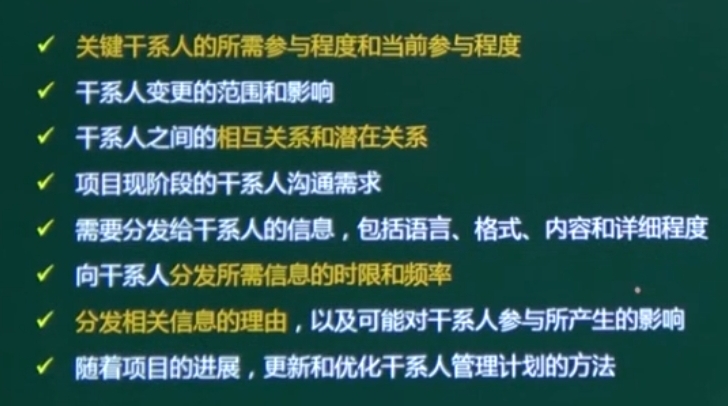 ✓ 关键干系人的所需参与程度和当前参与程度
✓ 干系人变更的范围和影响
✓ 干系人之间的相互关系和潜在关系
✓ 项目现阶段的干系人沟通需求
✓ 需要分发给干系人的信息，包括语言、格式、内容和详细程度
✓ 向干系人分发所需信息的时限和频率
✓ 分发相关信息的理由，以及可能对干系人参与所产生的影响
✓ 随着项目的进展，更新和优化干系人管理计划的方法